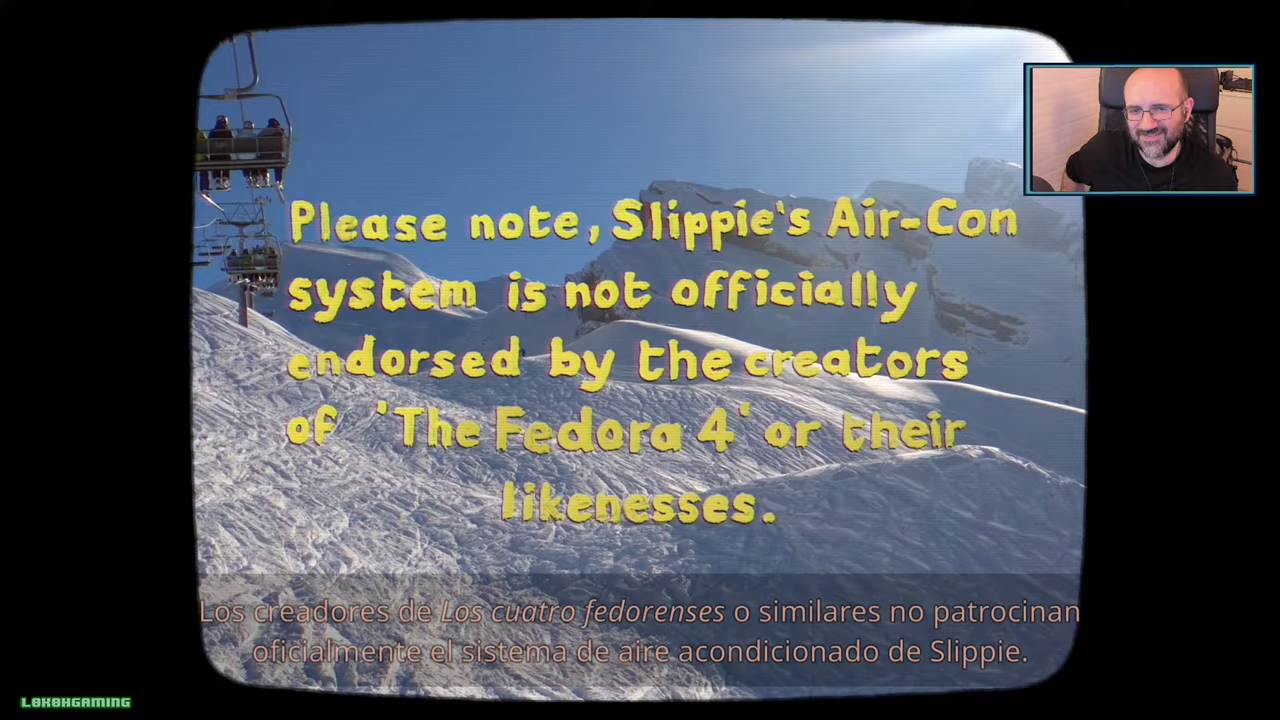 Please note, Slippie's Air-Con
system is not officially
endorsed by the creators
of 'The Fedora 4' or their
likenesses.
Los creadores de Los cuatro fedorenses o similares no patrocinan
oficialmente el sistema de aire acondicionado de Slippie.
L0K0HGAMING